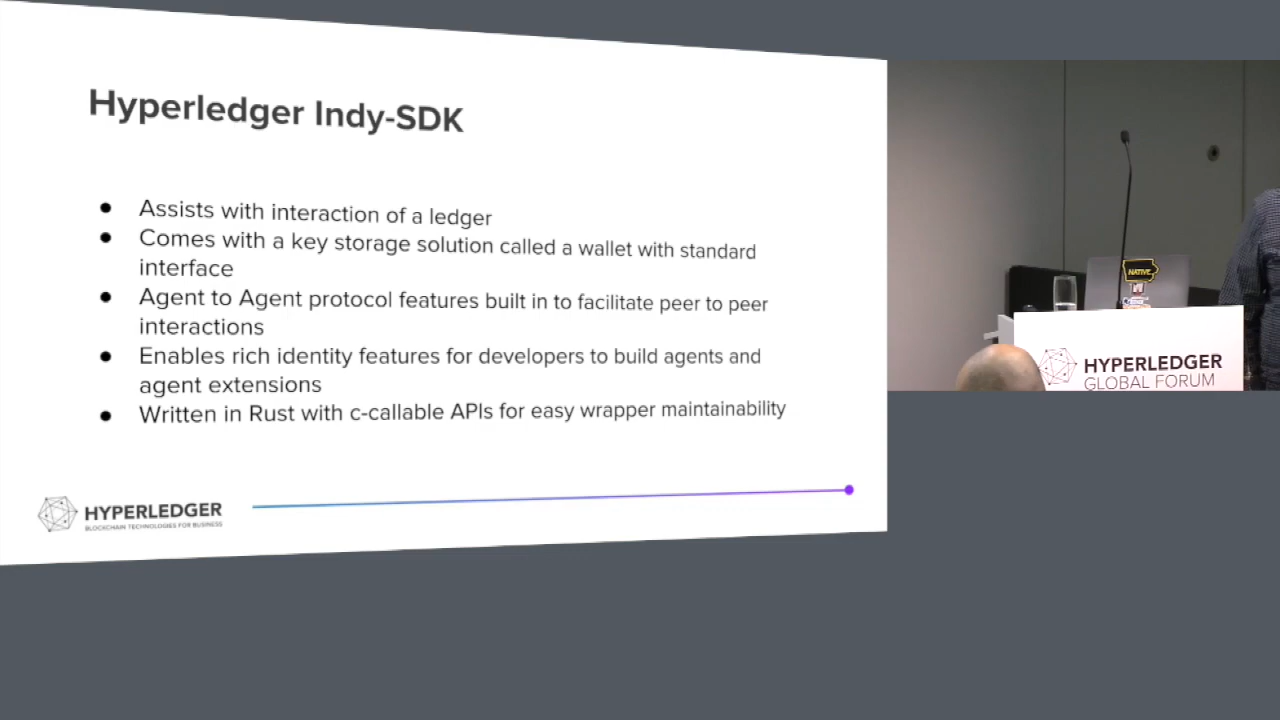 Hyperledger Indy-SDK
● Assists with interaction of a ledger
● Comes with a key storage solution called a wallet with standard
interface
● Agent to Agent protocol features built in to facilitate peer to peer
interactions
● Enables rich identity features for developers to build agents and
agent extensions
● Written in Rust with c-callable APIs for easy wrapper maintainability
HYPERLEDGER
BLOCKCHAIN TECHNOLOGIES FOR BUSINESS
NATIVE
HYPERLEDGER
GLOBAL FORUM